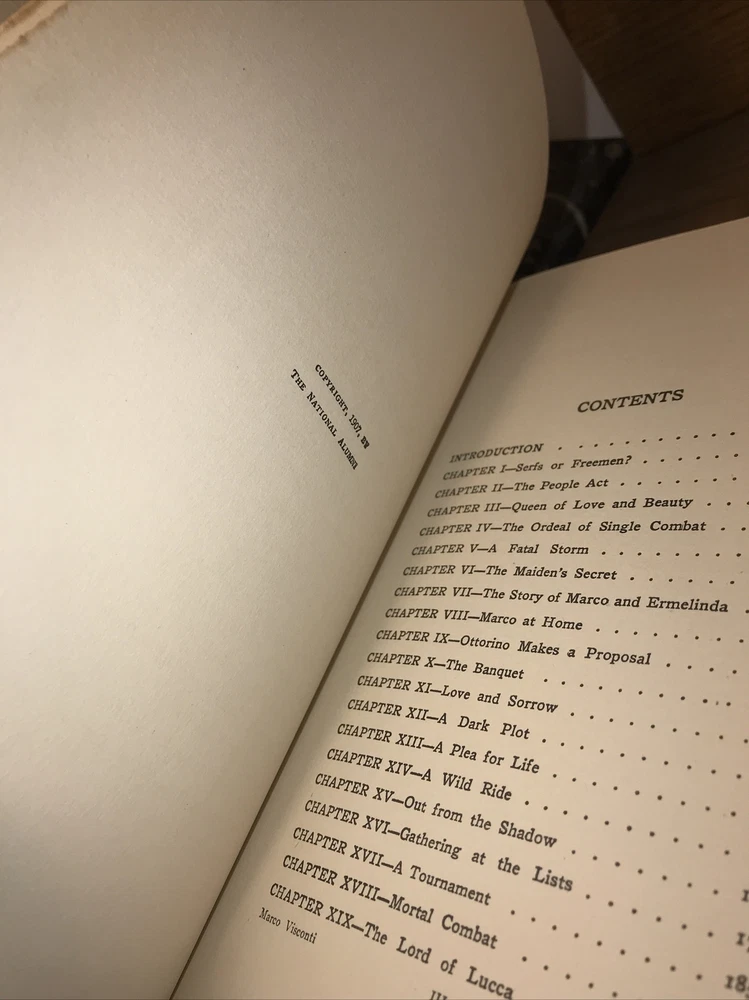 COPYRIGHT, 1907, BY
THE NATIONAL ALUMNI
CONTENTS
INTRODUCTION . . . . . . . . .
CHAPTER I—Serfs or Freemen? . . . . . .
CHAPTER II—The People Act . . . . . . .
CHAPTER III—Queen of Love and Beauty . . .
CHAPTER IV—The Ordeal of Single Combat . .
CHAPTER V—A Fatal Storm . . . . . . .
CHAPTER VI—The Maiden's Secret . . . . . .
CHAPTER VII—The Story of Marco and Ermelinda .
CHAPTER VIII—Marco at Home . . . . . . .
CHAPTER IX—Ottorino Makes a Proposal . . . .
CHAPTER X—The Banquet . . . . . . . .
CHAPTER XI—Love and Sorrow . . . . . . .
CHAPTER XII—A Dark Plot . . . . . . . .
CHAPTER XIII—A Plea for Life . . . . . . .
CHAPTER XIV—A Wild Ride . . . . . . . .
CHAPTER XV—Out from the Shadow . . . . . .
CHAPTER XVI—Gathering at the Lists . . . . .
CHAPTER XVII—A Tournament . . . . . . .
CHAPTER XVIII—Mortal Combat . . . . . .
CHAPTER XIX—The Lord of Lucca
Marco Visconti